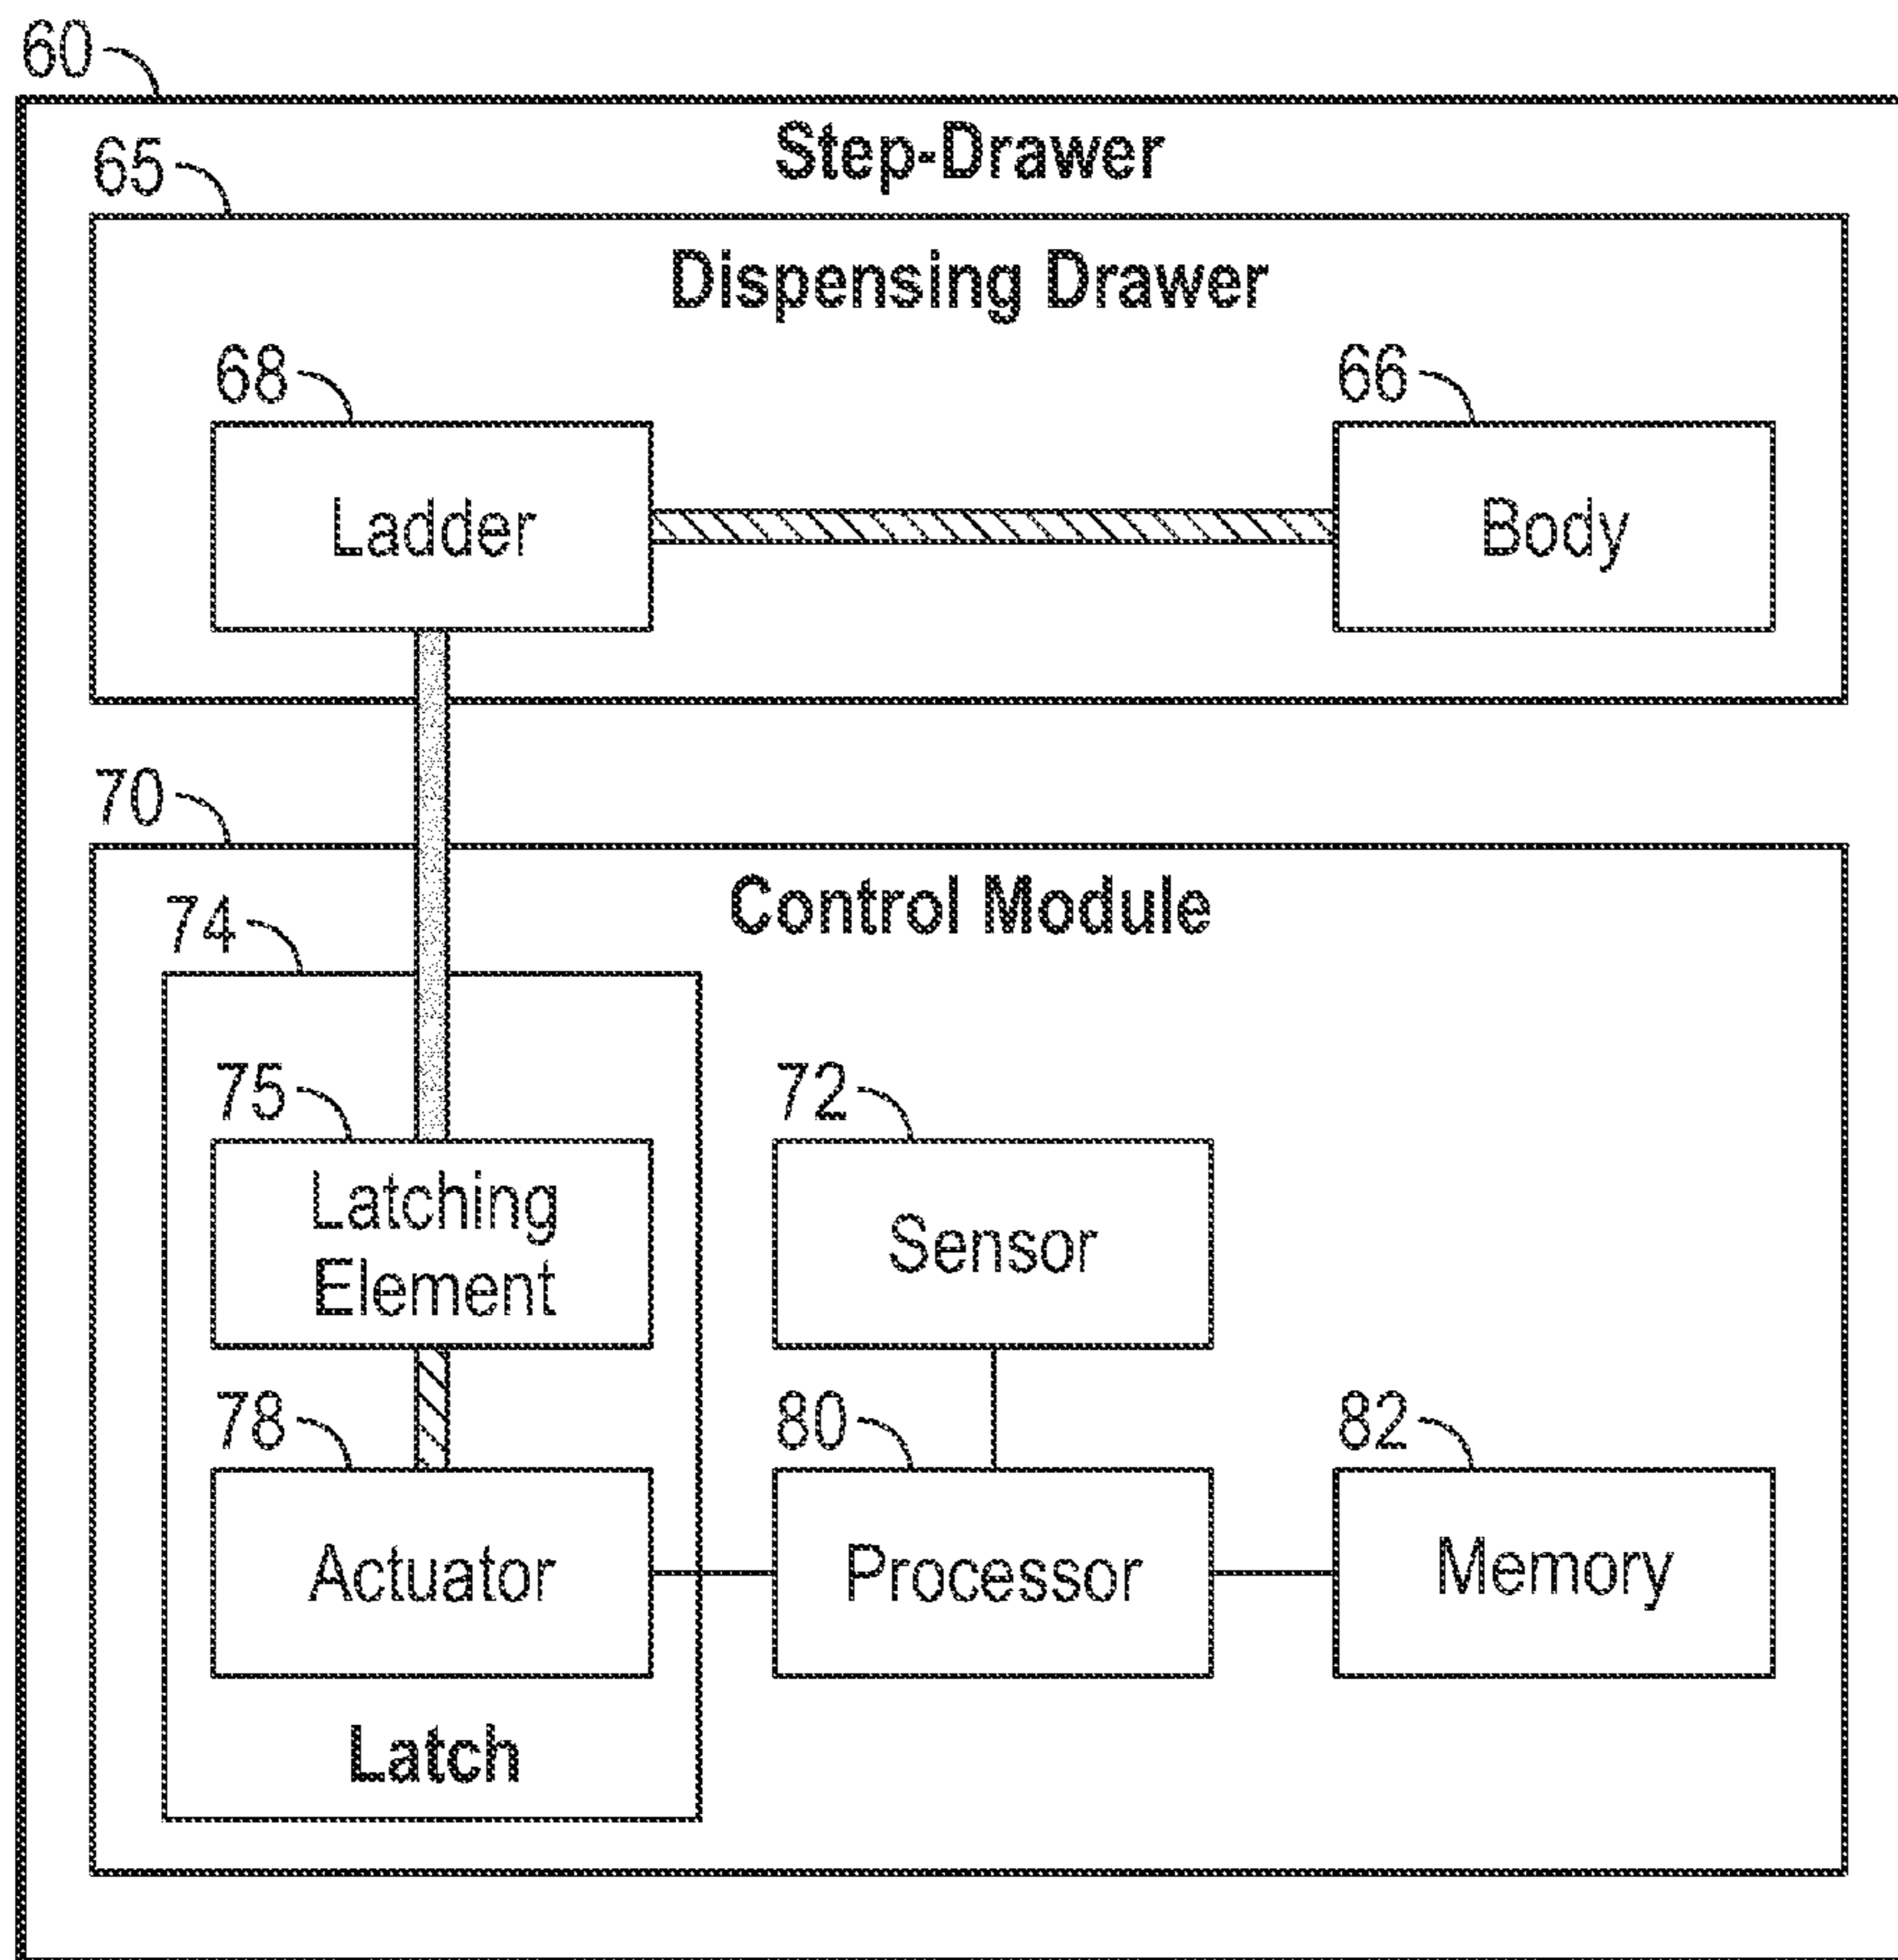 60
Step-Drawer
65
Dispensing Drawer
68
66
Ladder
Body
70
Control Module
74
75
72
Latching
Element
Sensor
78
80
82
Actuator
Processor
Memory
Latch